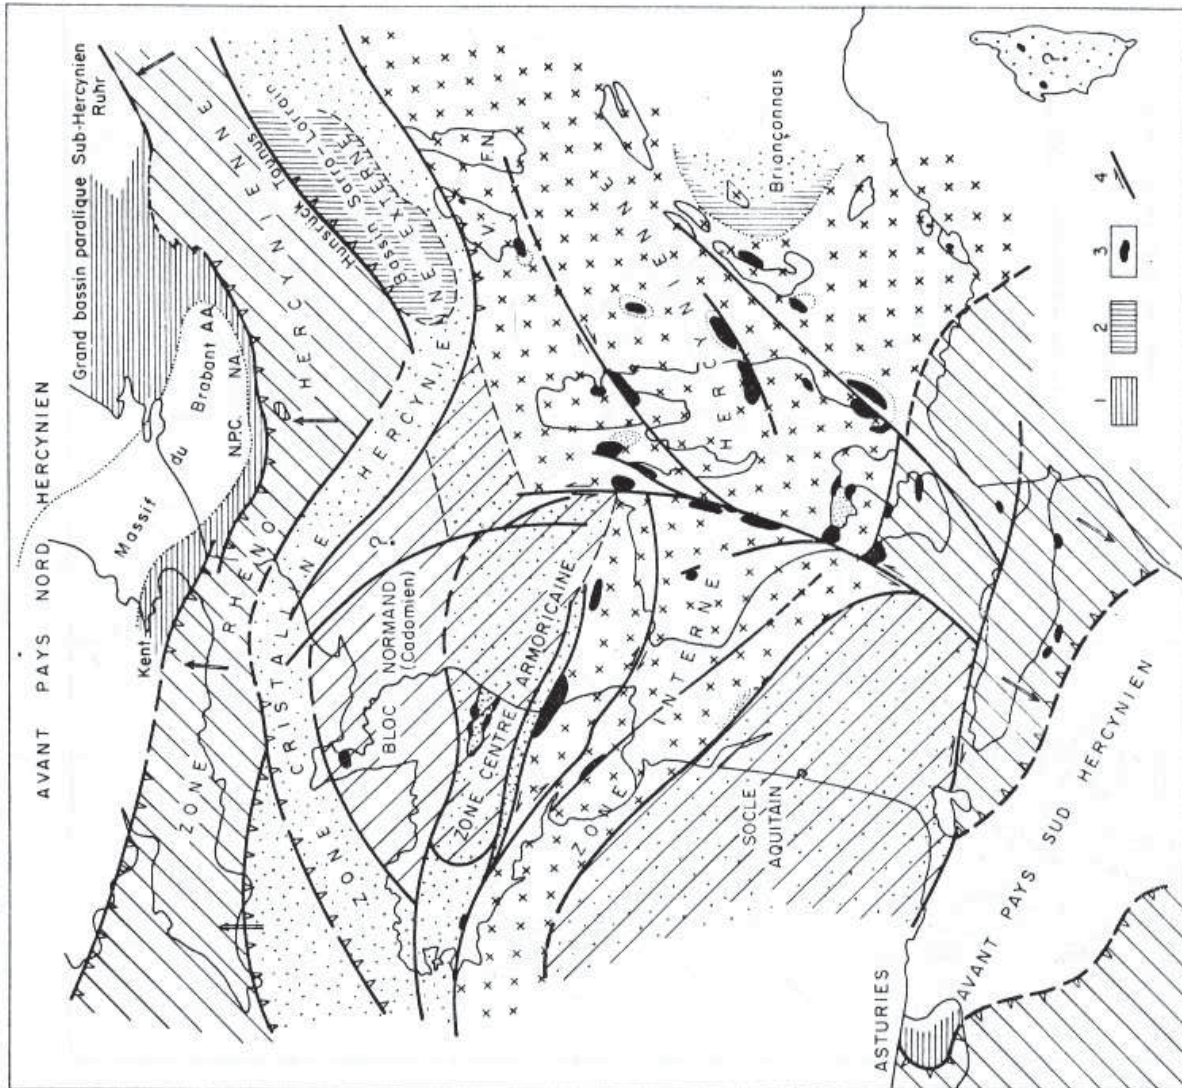 AVANT PAYS NORD HERCYNIEN
Grand bassin paralique Sub-Hercynien
Ruhr
Massif du Brabant
AA
NA.
N.P.C.
Kent
ZONE RHENO HERCYNIENNE
Taunus
Hunsruck
Bassin Sarro-Lorrain
ZONE CRISTALLINE HERCYNIENNE EXTERNE
V.
F.N.
?
BLOC NORMAND
(Cadomien)
ZONE CENTRE ARMORICAINE
ZONE INTERNE HERCYNIENNE
Briançonnais
SOCLE
AQUITAIN
ASTURIES
AVANT PAYS SUD HERCYNIEN
?
1
2
3
4